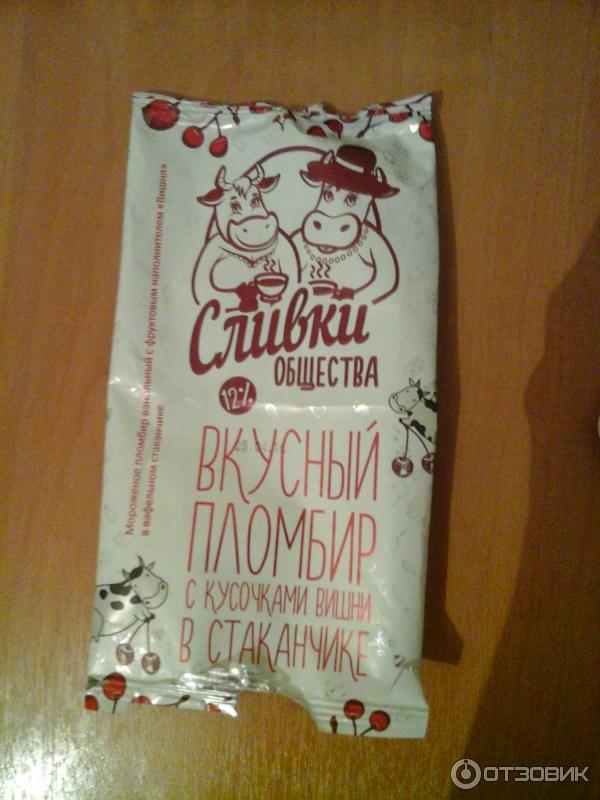 Сливки
ОБЩЕСТВА
12%
ВКУСНЫЙ
ПЛОМБИР
С КУСОЧКАМИ ВИШНИ
В СТАКАНЧИКЕ
Мороженое пломбир ванильный с фруктовым наполнителем «Вишня»
в вафельном стаканчике
ОТЗОВИК